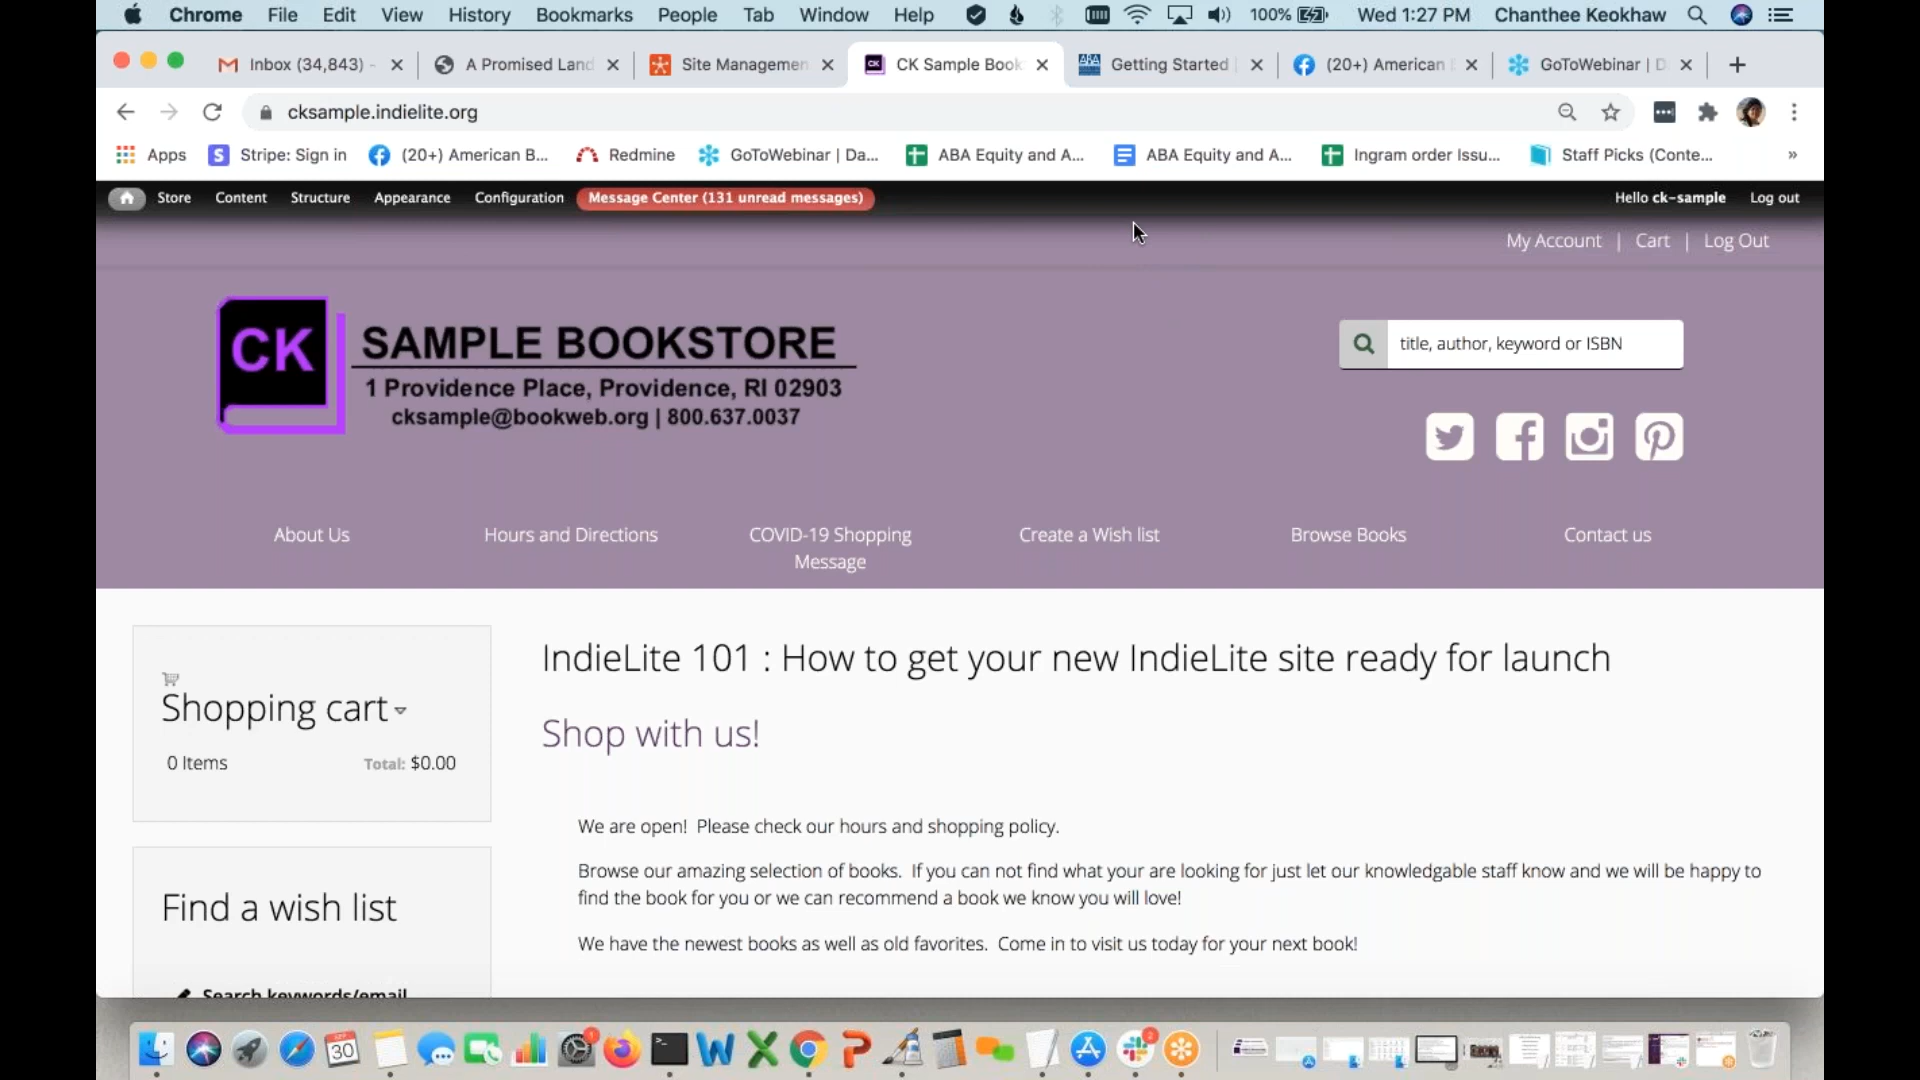 Chrome File Edit View History Bookmarks People Tab Window Help 100% Wed 1:27 PM Chanthee Keokhaw
Inbox (34,843) - A Promised Land Site Managemen CK Sample Book Getting Started (20+) American GoToWebinar | D
cksample.indielite.org
Apps Stripe: Sign in (20+) American B... Redmine GoToWebinar | Da... ABA Equity and A... ABA Equity and A... Ingram order Issu... Staff Picks (Conte... »
Store Content Structure Appearance Configuration Message Center (131 unread messages) Hello ck-sample Log out
My Account | Cart | Log Out
CK
SAMPLE BOOKSTORE
1 Providence Place, Providence, RI 02903
cksample@bookweb.org | 800.637.0037
title, author, keyword or ISBN
About Us Hours and Directions COVID-19 Shopping Message Create a Wish list Browse Books Contact us
Shopping cart
0 Items Total: $0.00
Find a wish list
Search keywords/email
IndieLite 101 : How to get your new IndieLite site ready for launch
Shop with us!
We are open! Please check our hours and shopping policy.
Browse our amazing selection of books. If you can not find what your are looking for just let our knowledgable staff know and we will be happy to
find the book for you or we can recommend a book we know you will love!
We have the newest books as well as old favorites. Come in to visit us today for your next book!
30